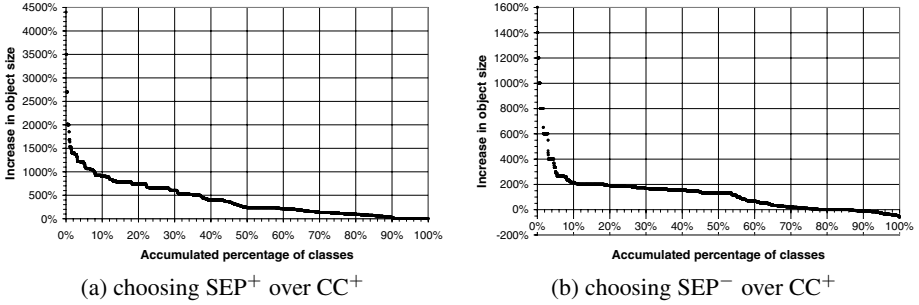 4500%
4000%
3500%
3000%
2500%
2000%
1500%
1000%
500%
0%
Increase in object size
0% 10% 20% 30% 40% 50% 60% 70% 80% 90% 100%
Accumulated percentage of classes
(a) choosing SEP⁺ over CC⁺
1600%
1400%
1200%
1000%
800%
600%
400%
200%
0%
-200%
Increase in object size
0% 10% 20% 30% 40% 50% 60% 70% 80% 90% 100%
Accumulated percentage of classes
(b) choosing SEP⁻ over CC⁺